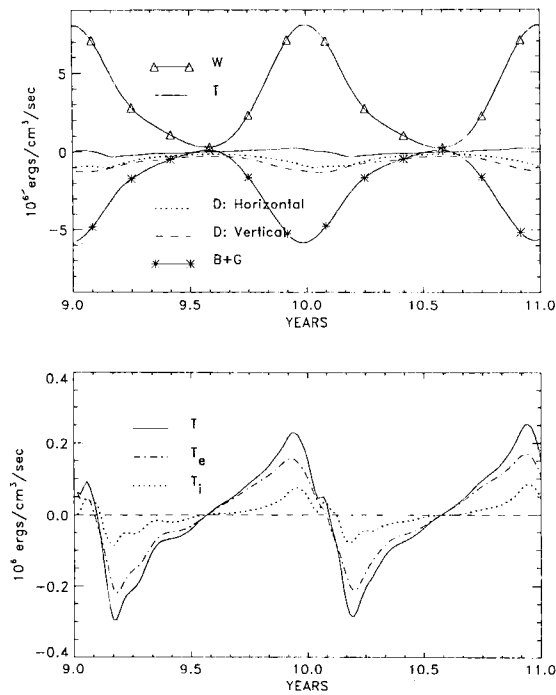 W
T
D: Horizontal
D: Vertical
B+G
5
0
-5
10⁶ ergs/cm³/sec
9.0 9.5 10.0 10.5 11.0
YEARS
0.4
0.2
0.0
-0.2
-0.4
T
Tₑ
Tᵢ
10⁶ ergs/cm³/sec
9.0 9.5 10.0 10.5 11.0
YEARS